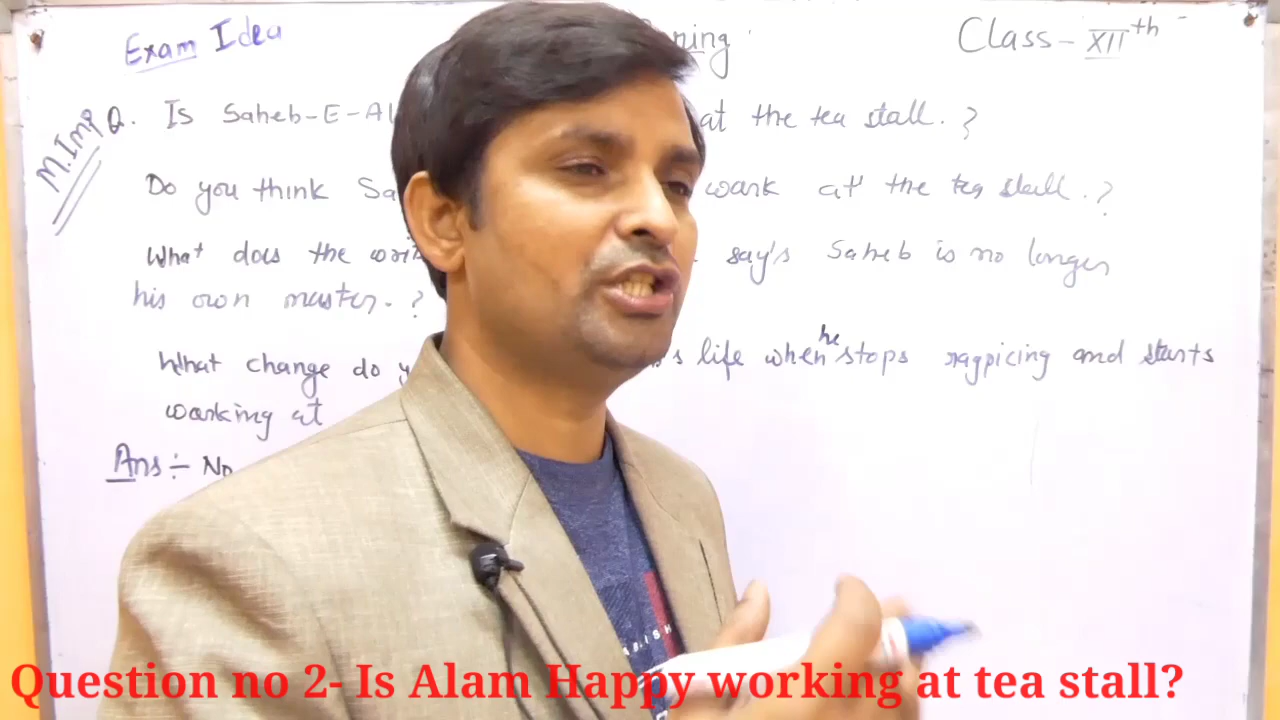 Exam Idea ning Class - XIIth
M.Imp Q. Is Saheb-E-Al at the tea stall.?
Do you think Sa work at the tea stall.?
What does the writ say's Saheb is no longer
his own master.?
What change do y s life when he stops ragpicing and starts
working at
Ans ÷ No
ISH
Question no 2- Is Alam Happy working at tea stall?